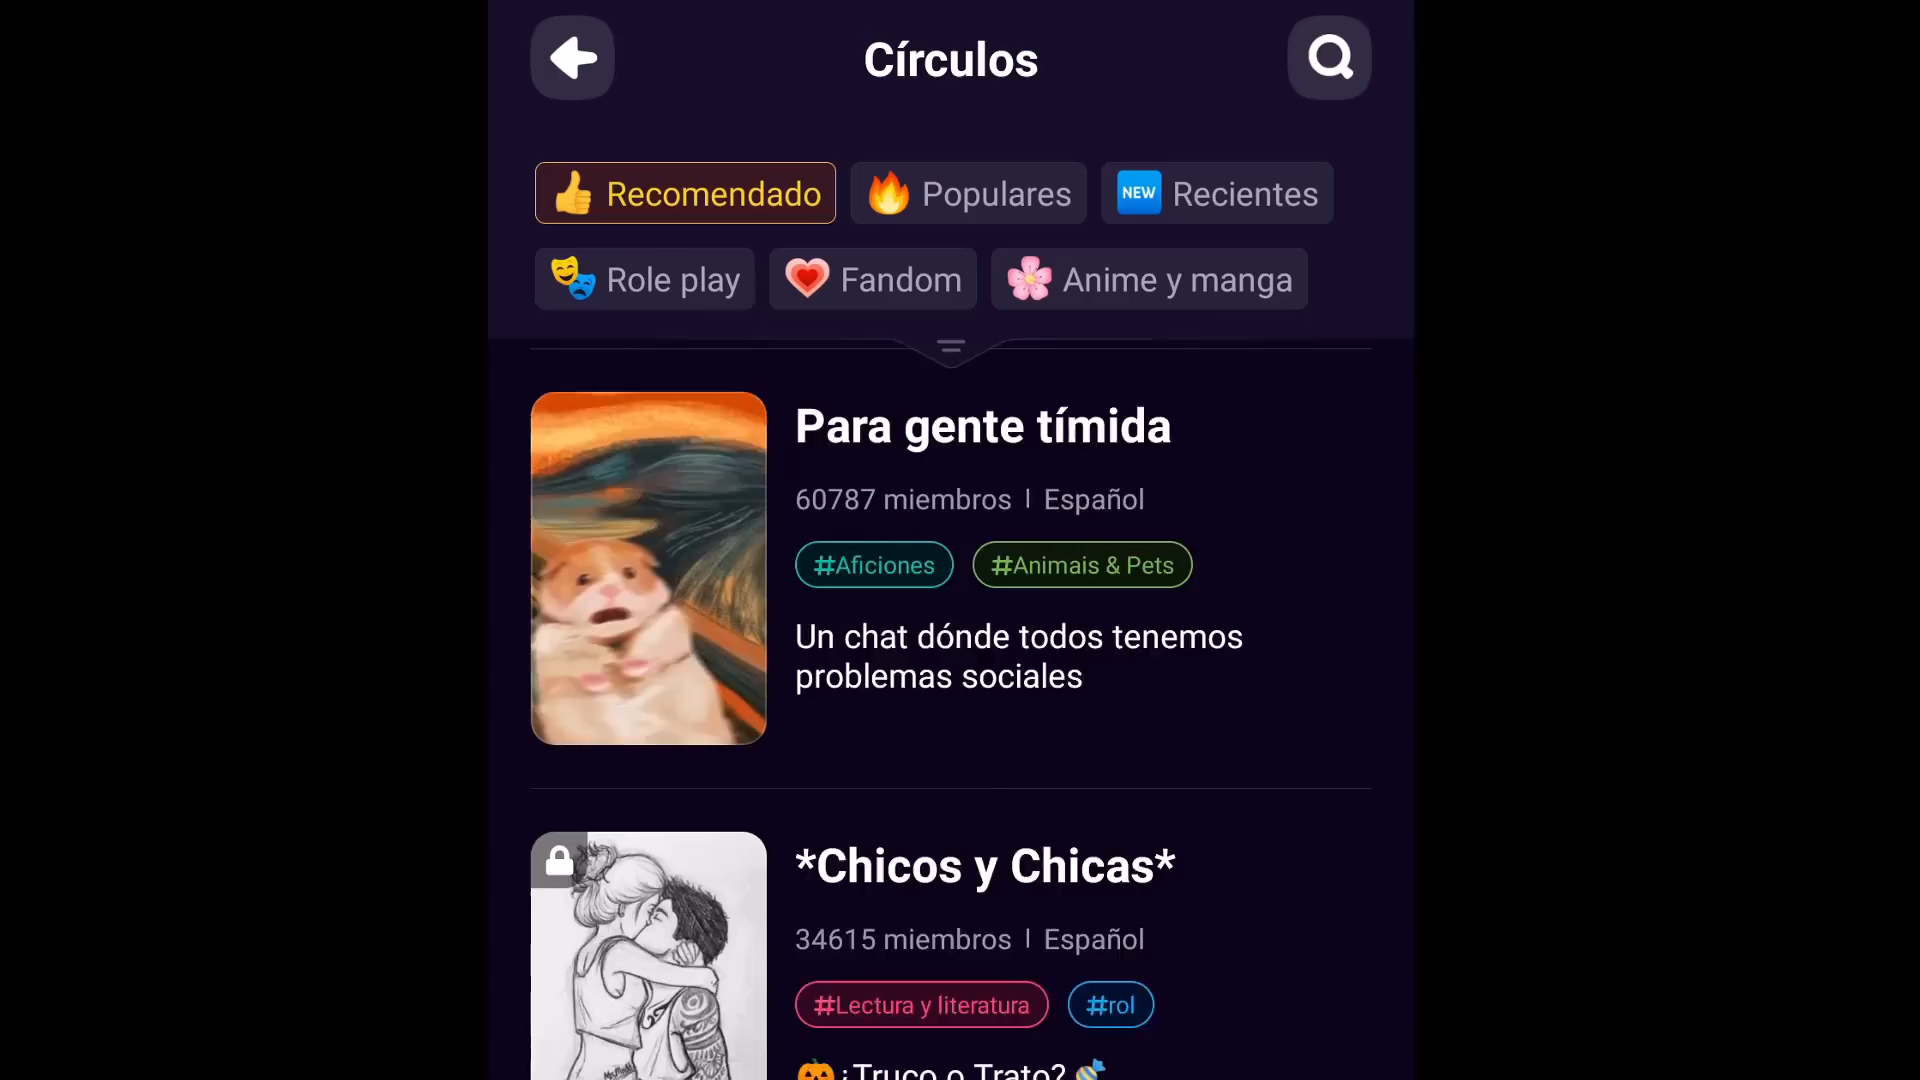 Círculos
Recomendado
Populares
NEW Recientes
Role play
Fandom
Anime y manga
Para gente tímida
60787 miembros | Español
#Aficiones
#Animais & Pets
Un chat dónde todos tenemos
problemas sociales
*Chicos y Chicas*
34615 miembros | Español
#Lectura y literatura
#rol
¿Truco o Trato?